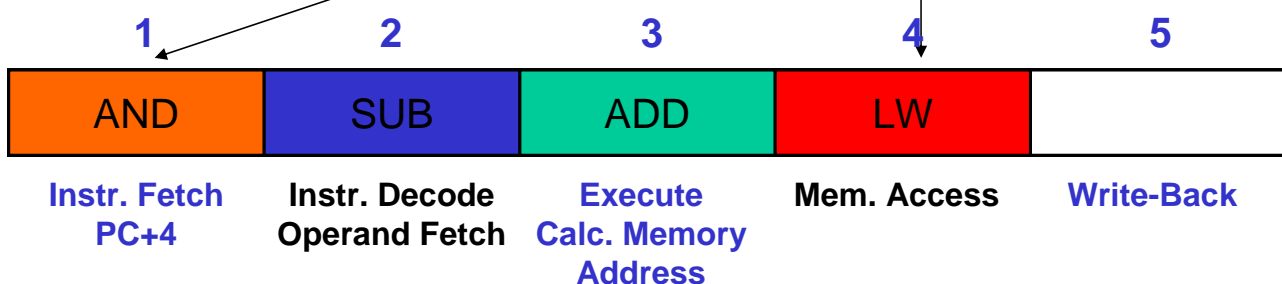 1 2 3 4 5
AND SUB ADD LW
Instr. Fetch Instr. Decode Execute Mem. Access Write-Back
PC+4 Operand Fetch Calc. Memory
Address